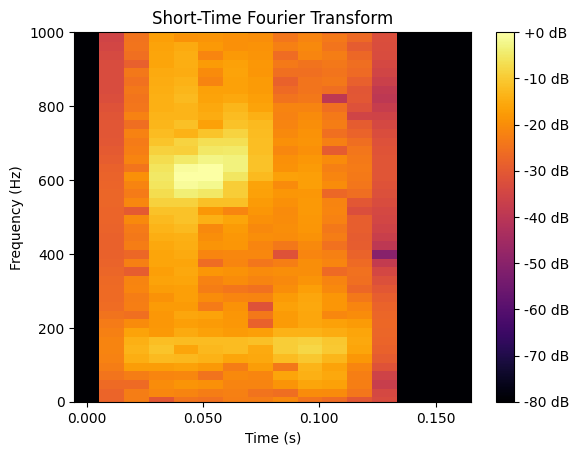 Short-Time Fourier Transform
Frequency (Hz)
1000
800
600
400
200
0
0.000
0.050
0.100
0.150
Time (s)
+0 dB
-10 dB
-20 dB
-30 dB
-40 dB
-50 dB
-60 dB
-70 dB
-80 dB